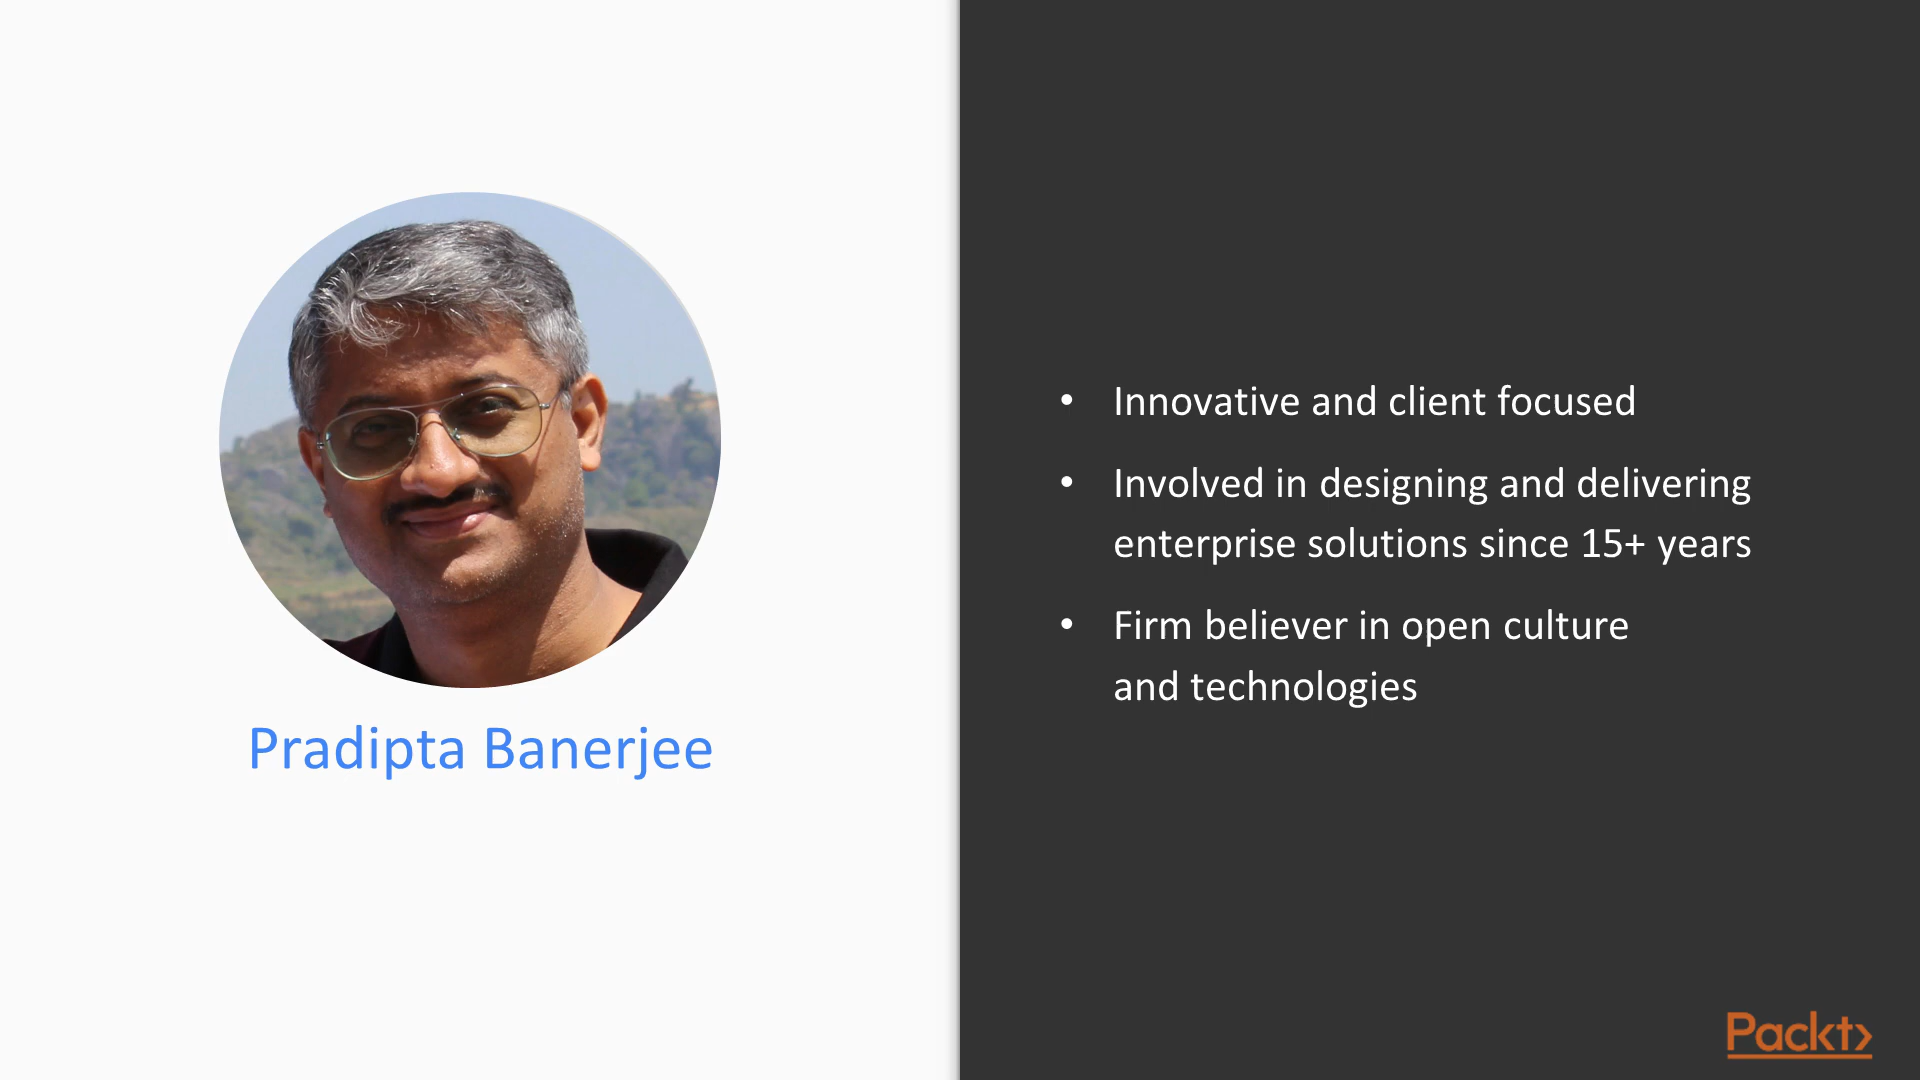 Pradipta Banerjee
• Innovative and client focused
• Involved in designing and delivering
enterprise solutions since 15+ years
• Firm believer in open culture
and technologies
Packt>